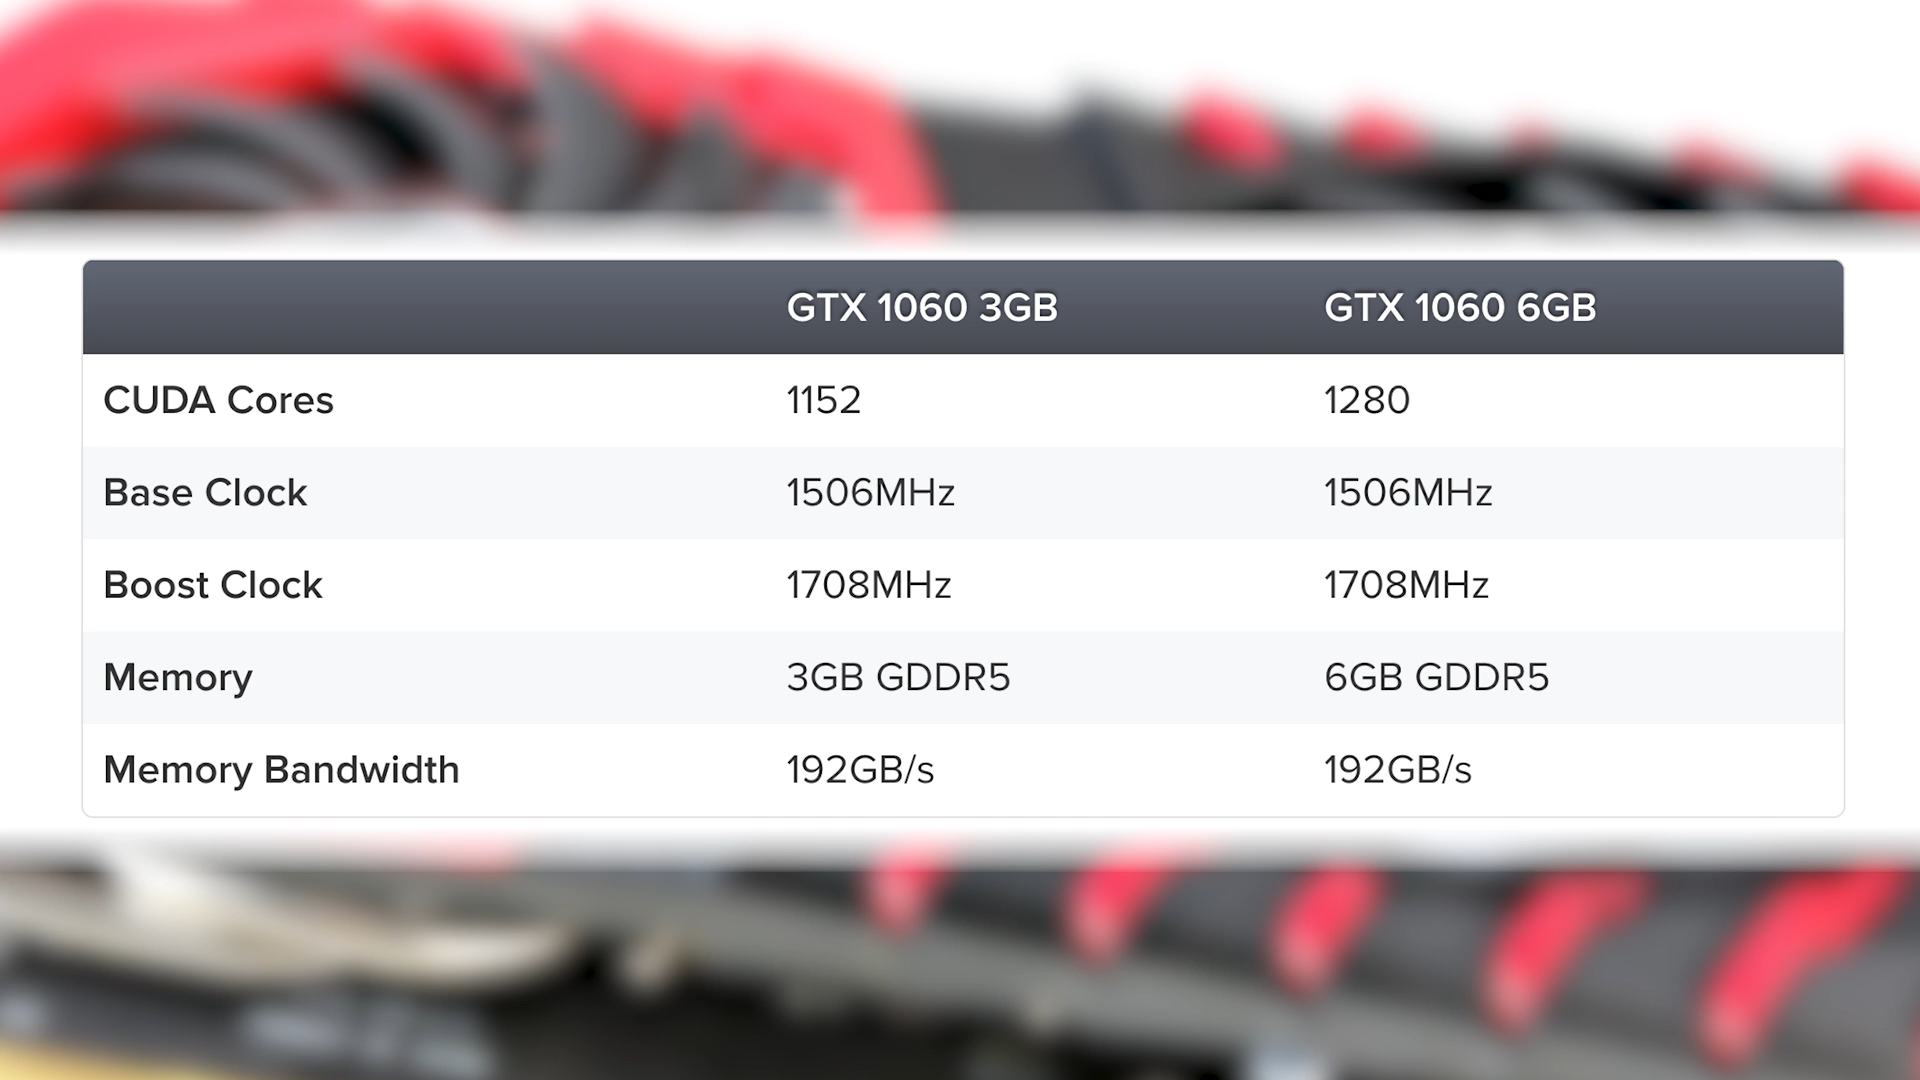 GTX 1060 3GB GTX 1060 6GB
CUDA Cores 1152 1280
Base Clock 1506MHz 1506MHz
Boost Clock 1708MHz 1708MHz
Memory 3GB GDDR5 6GB GDDR5
Memory Bandwidth 192GB/s 192GB/s